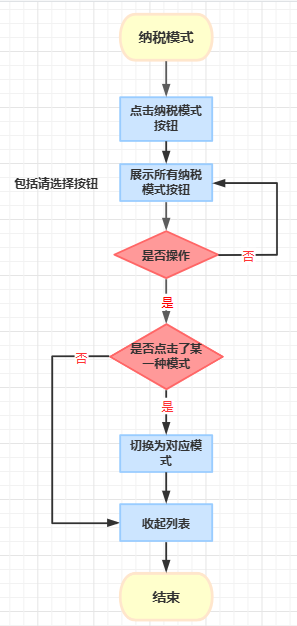 纳税模式
点击纳税模式
按钮
包括请选择按钮
展示所有纳税
模式按钮
是否操作
否
是
是否点击了某
一种模式
否
是
切换为对应模
式
收起列表
结束